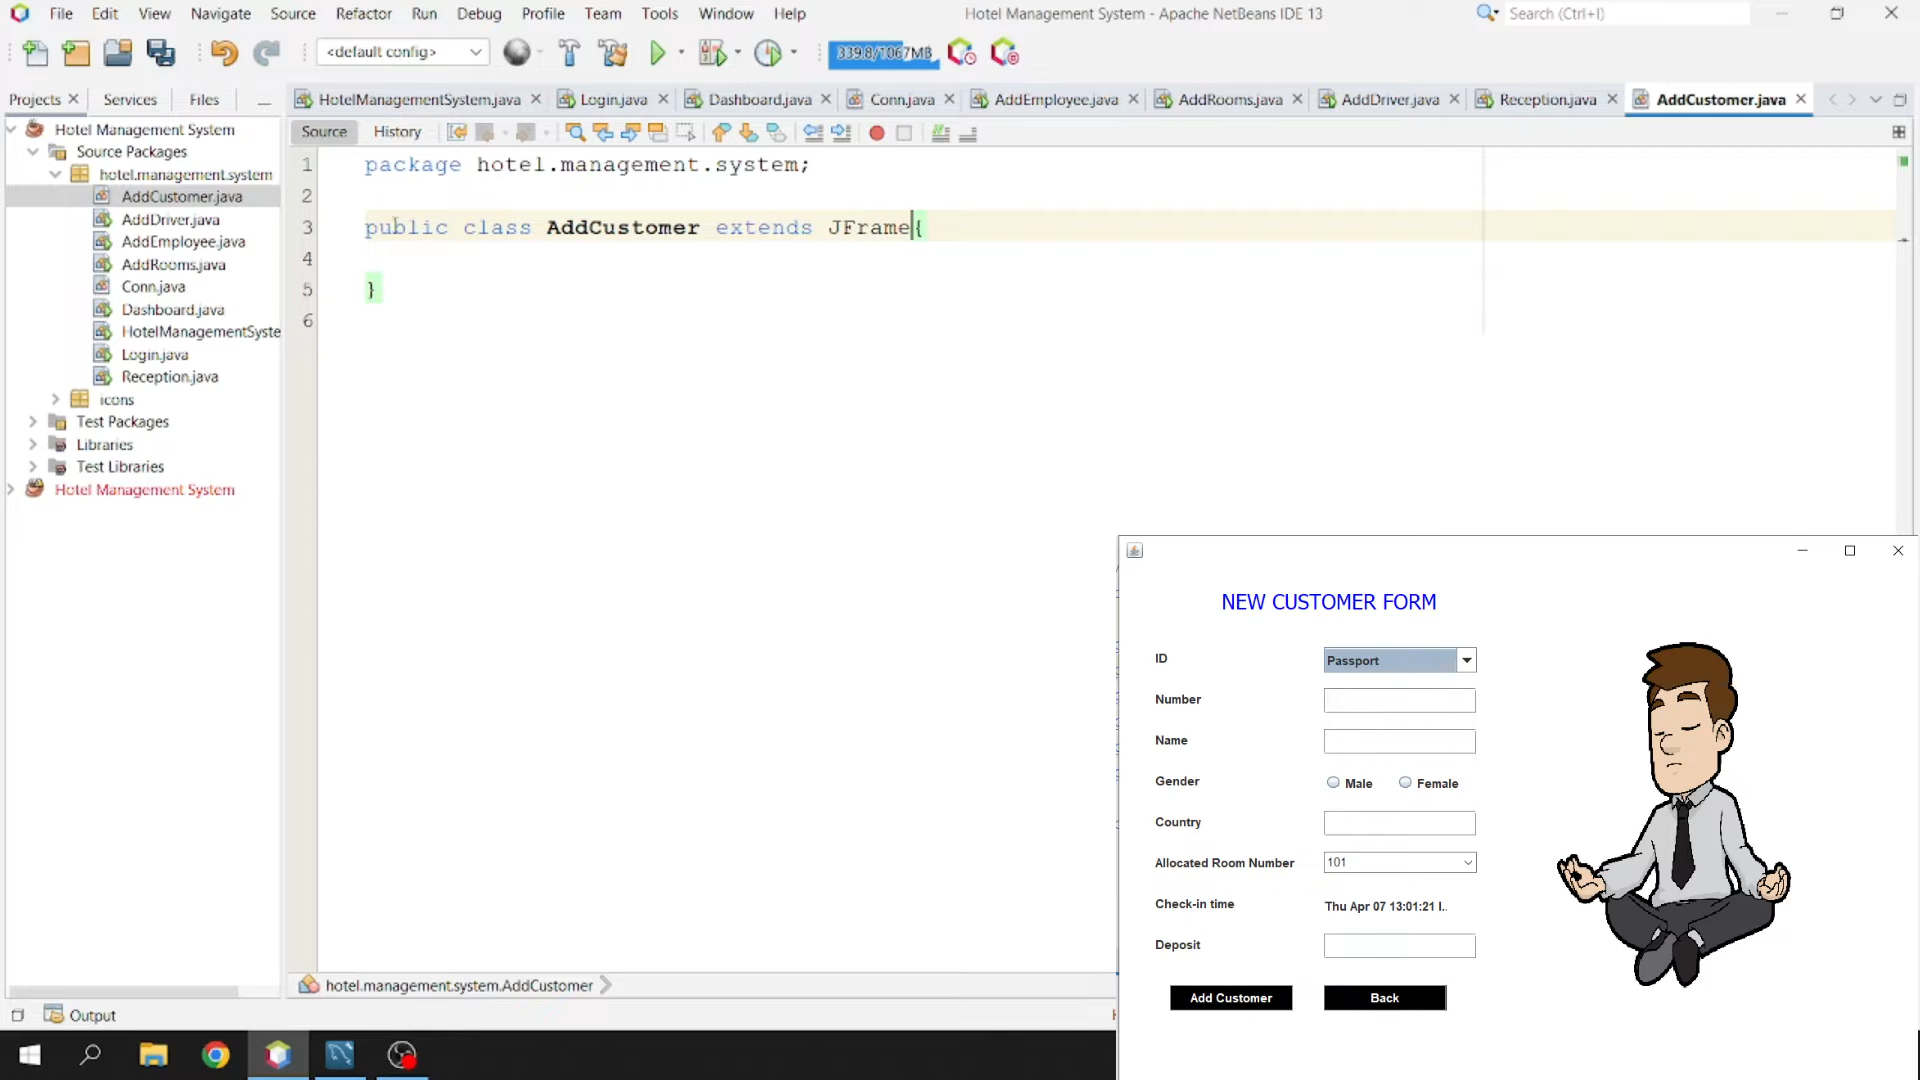 File Edit View Navigate Source Refactor Run Debug Profile Team Tools Window Help
Hotel Management System - Apache NetBeans IDE 13
Search (Ctrl+I)
<default config>
339.8/1067MB
Projects Services Files
HotelManagementSystem.java Login.java Dashboard.java Conn.java AddEmployee.java AddRooms.java AddDriver.java Reception.java AddCustomer.java
Source History
Hotel Management System
Source Packages
hotel.management.system
AddCustomer.java
AddDriver.java
AddEmployee.java
AddRooms.java
Conn.java
Dashboard.java
HotelManagementSyste
Login.java
Reception.java
icons
Test Packages
Libraries
Test Libraries
Hotel Management System
1 package hotel.management.system;
2
3 public class AddCustomer extends JFrame{
4
5 }
6
NEW CUSTOMER FORM
ID Passport
Number
Name
Gender Male Female
Country
Allocated Room Number 101
Check-in time Thu Apr 07 13:01:21 I..
Deposit
Add Customer Back
hotel.management.system.AddCustomer
Output